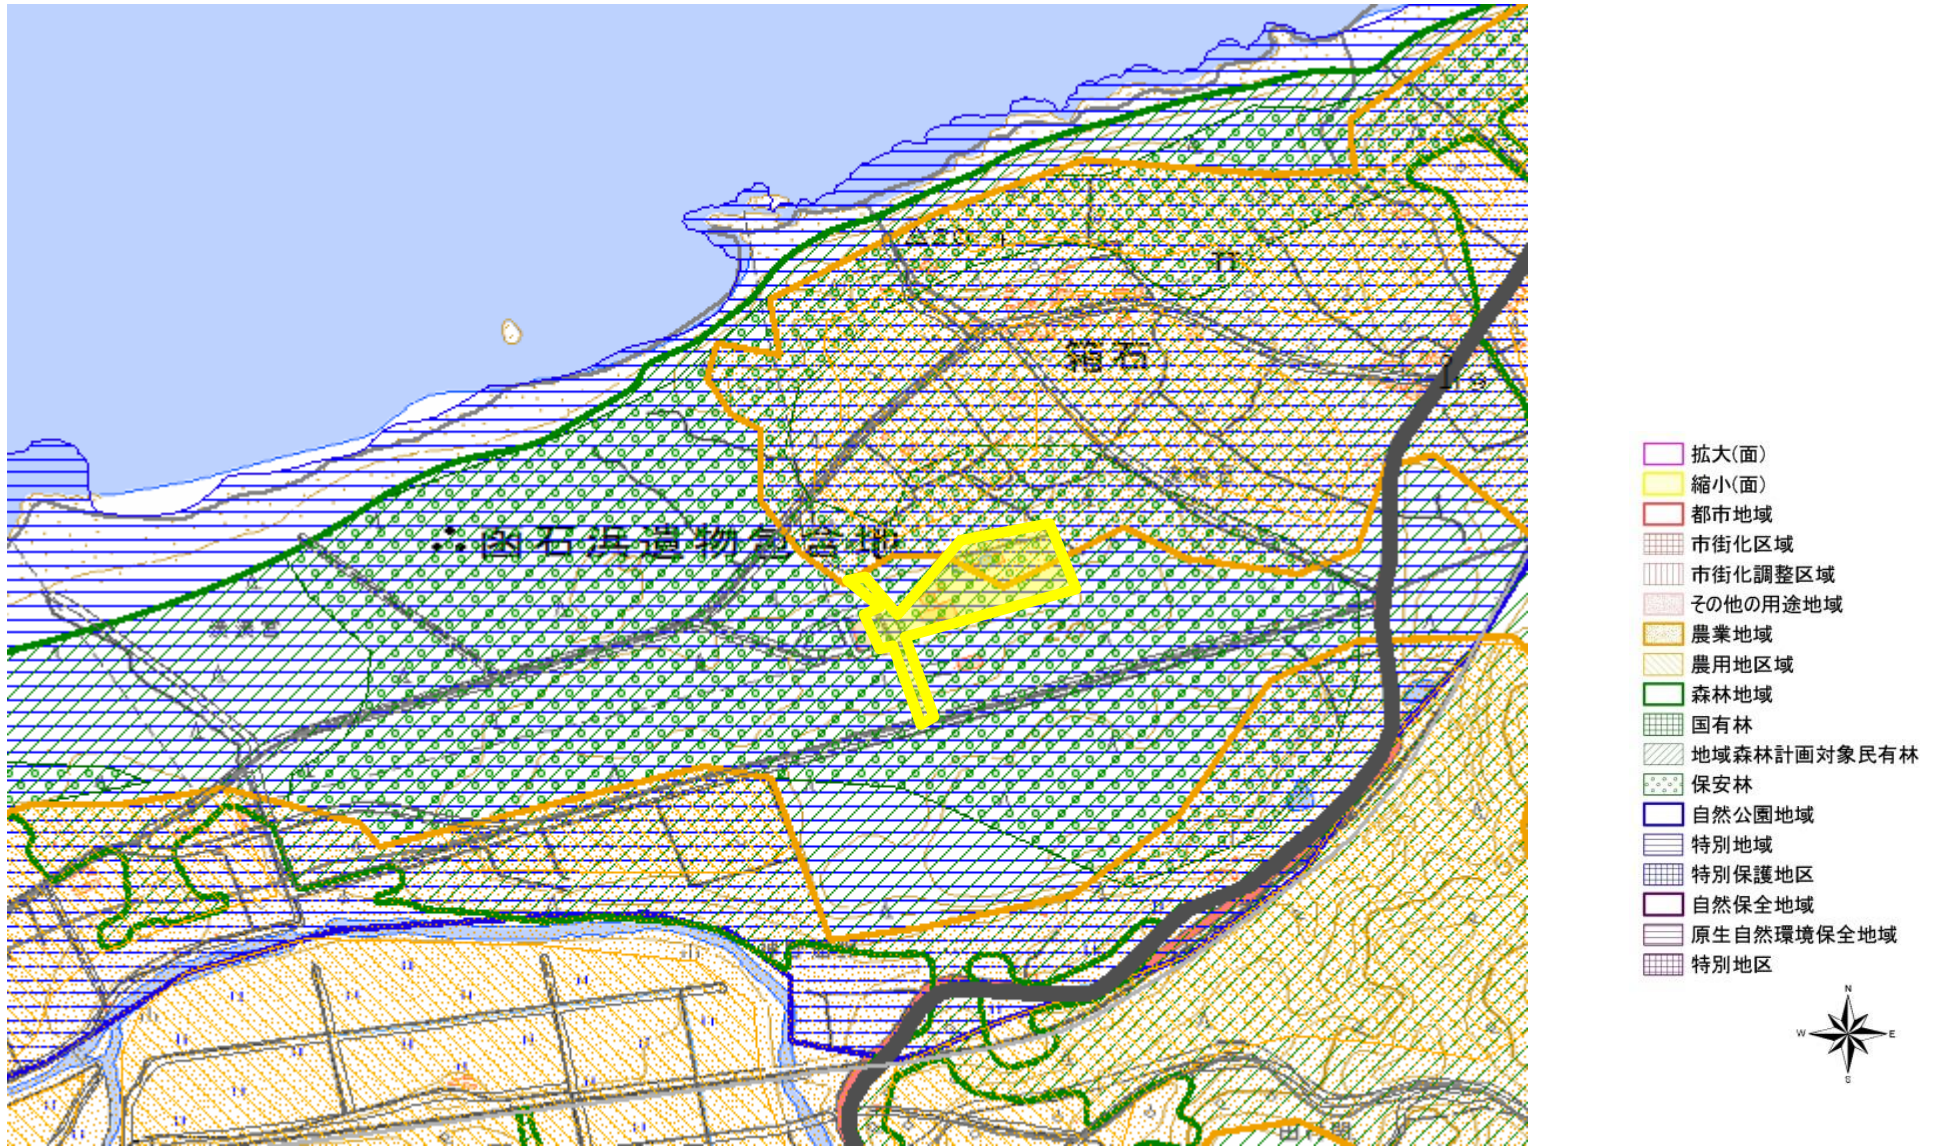 箱石
∴函石浜遺物包含地
拡大(面)
縮小(面)
都市地域
市街化区域
市街化調整区域
その他の用途地域
農業地域
農用地区域
森林地域
国有林
地域森林計画対象民有林
保安林
自然公園地域
特別地域
特別保護地区
自然保全地域
原生自然環境保全地域
特別地区
N
W
E
S